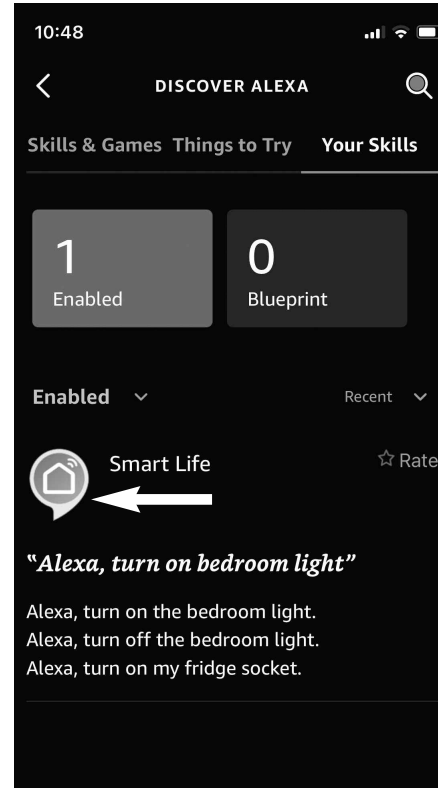 10:48
DISCOVER ALEXA
Skills & Games Things to Try Your Skills
1 0
Enabled Blueprint
Enabled Recent
Smart Life Rate
“Alexa, turn on bedroom light”
Alexa, turn on the bedroom light.
Alexa, turn off the bedroom light.
Alexa, turn on my fridge socket.